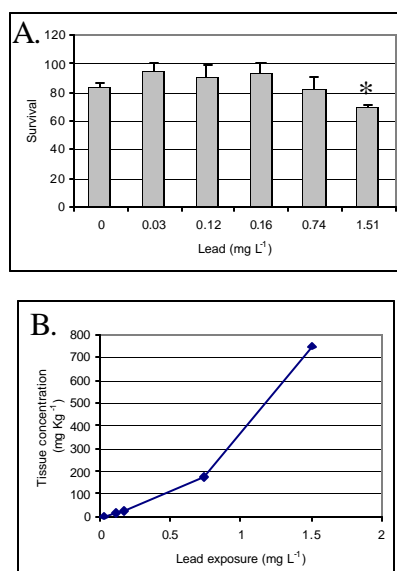 A.
120
100
80
60
40
20
0
Survival
*
0 0.03 0.12 0.16 0.74 1.51
Lead (mg L-1)
B.
800
700
600
500
400
300
200
100
0
Tissue concentration
(mg Kg-1)
0 0.5 1 1.5 2
Lead exposure (mg L-1)